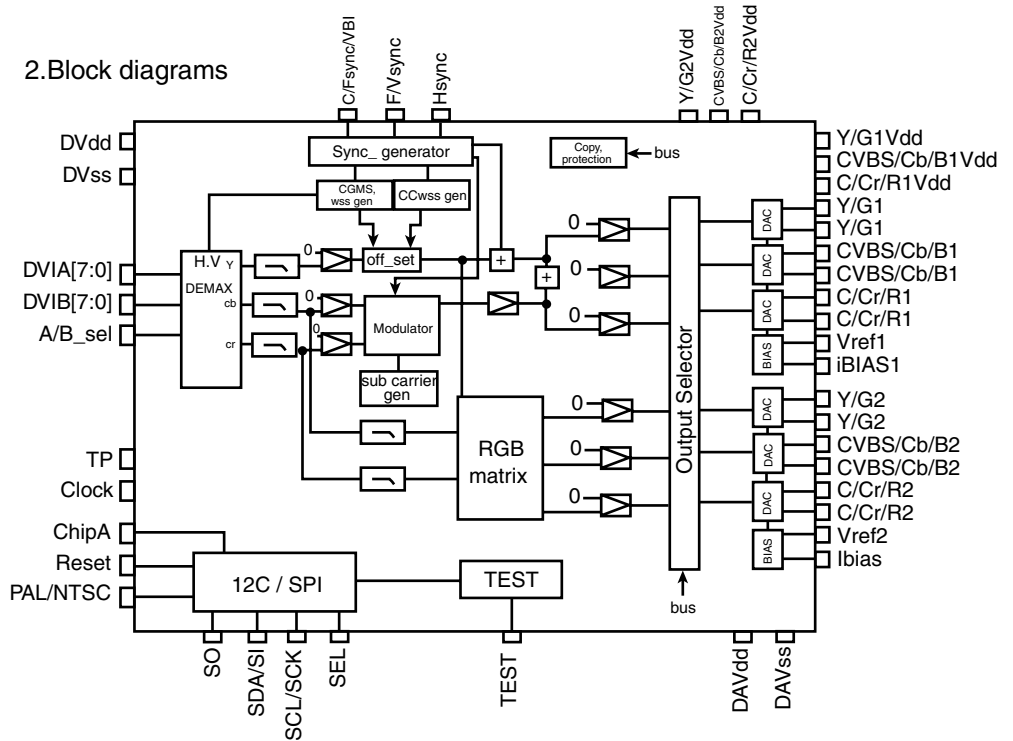 2.Block diagrams
C/Fsync/VBI
F/Vsync
Hsync
Y/G2Vdd
CVBS/Cb/B2Vdd
C/Cr/R2Vdd
DVdd
DVss
DVIA[7:0]
DVIB[7:0]
A/B_sel
TP
Clock
ChipA
Reset
PAL/NTSC
Sync_ generator
CGMS,
wss gen
CCwss gen
Copy,
protection
bus
H.V
Y
DEMAX
cb
cr
0
off_set
+
0
0
Modulator
sub carrier
gen
+
0
0
0
RGB
matrix
0
0
0
Output Selector
bus
DAC
DAC
DAC
BIAS
DAC
DAC
DAC
BIAS
Y/G1Vdd
CVBS/Cb/B1Vdd
C/Cr/R1Vdd
Y/G1
Y/G1
CVBS/Cb/B1
CVBS/Cb/B1
C/Cr/R1
C/Cr/R1
Vref1
iBIAS1
Y/G2
Y/G2
CVBS/Cb/B2
CVBS/Cb/B2
C/Cr/R2
C/Cr/R2
Vref2
Ibias
12C / SPI
TEST
SO
SDA/SI
SCL/SCK
SEL
TEST
DAVdd
DAVss